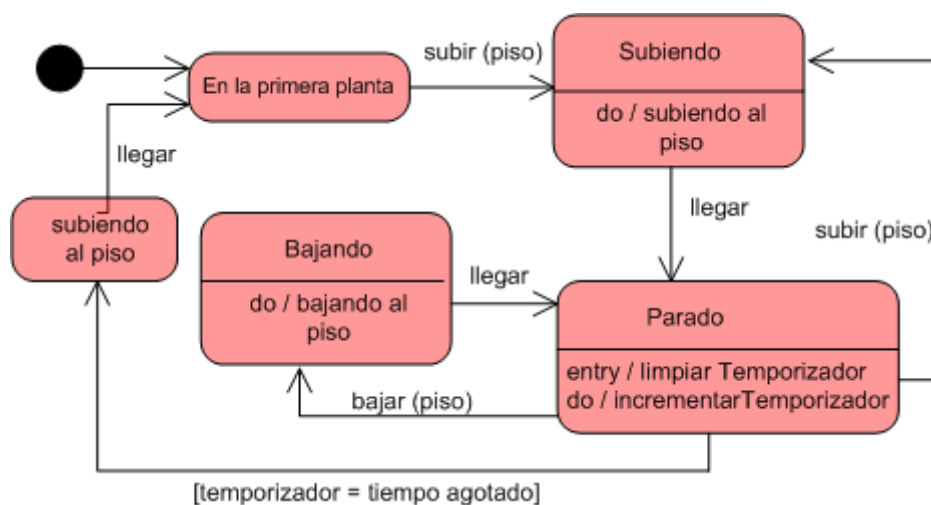 subir (piso)
Subiendo
En la primera planta
do / subiendo al
piso
llegar
llegar
subiendo
al piso
Bajando
do / bajando al
piso
llegar
subir (piso)
Parado
entry / limpiar Temporizador
do / incrementarTemporizador
bajar (piso)
[temporizador = tiempo agotado]